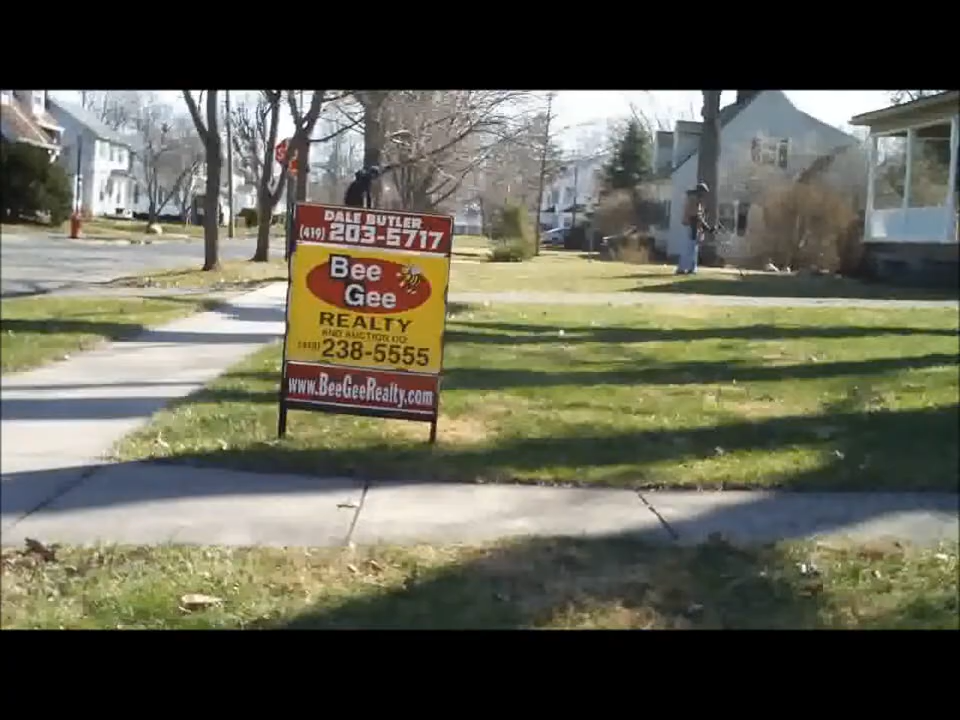 DALE BUTLER
(419) 203-5717
Bee
Gee
REALTY
AND AUCTION CO.
(419) 238-5555
www.BeeGeeRealty.com